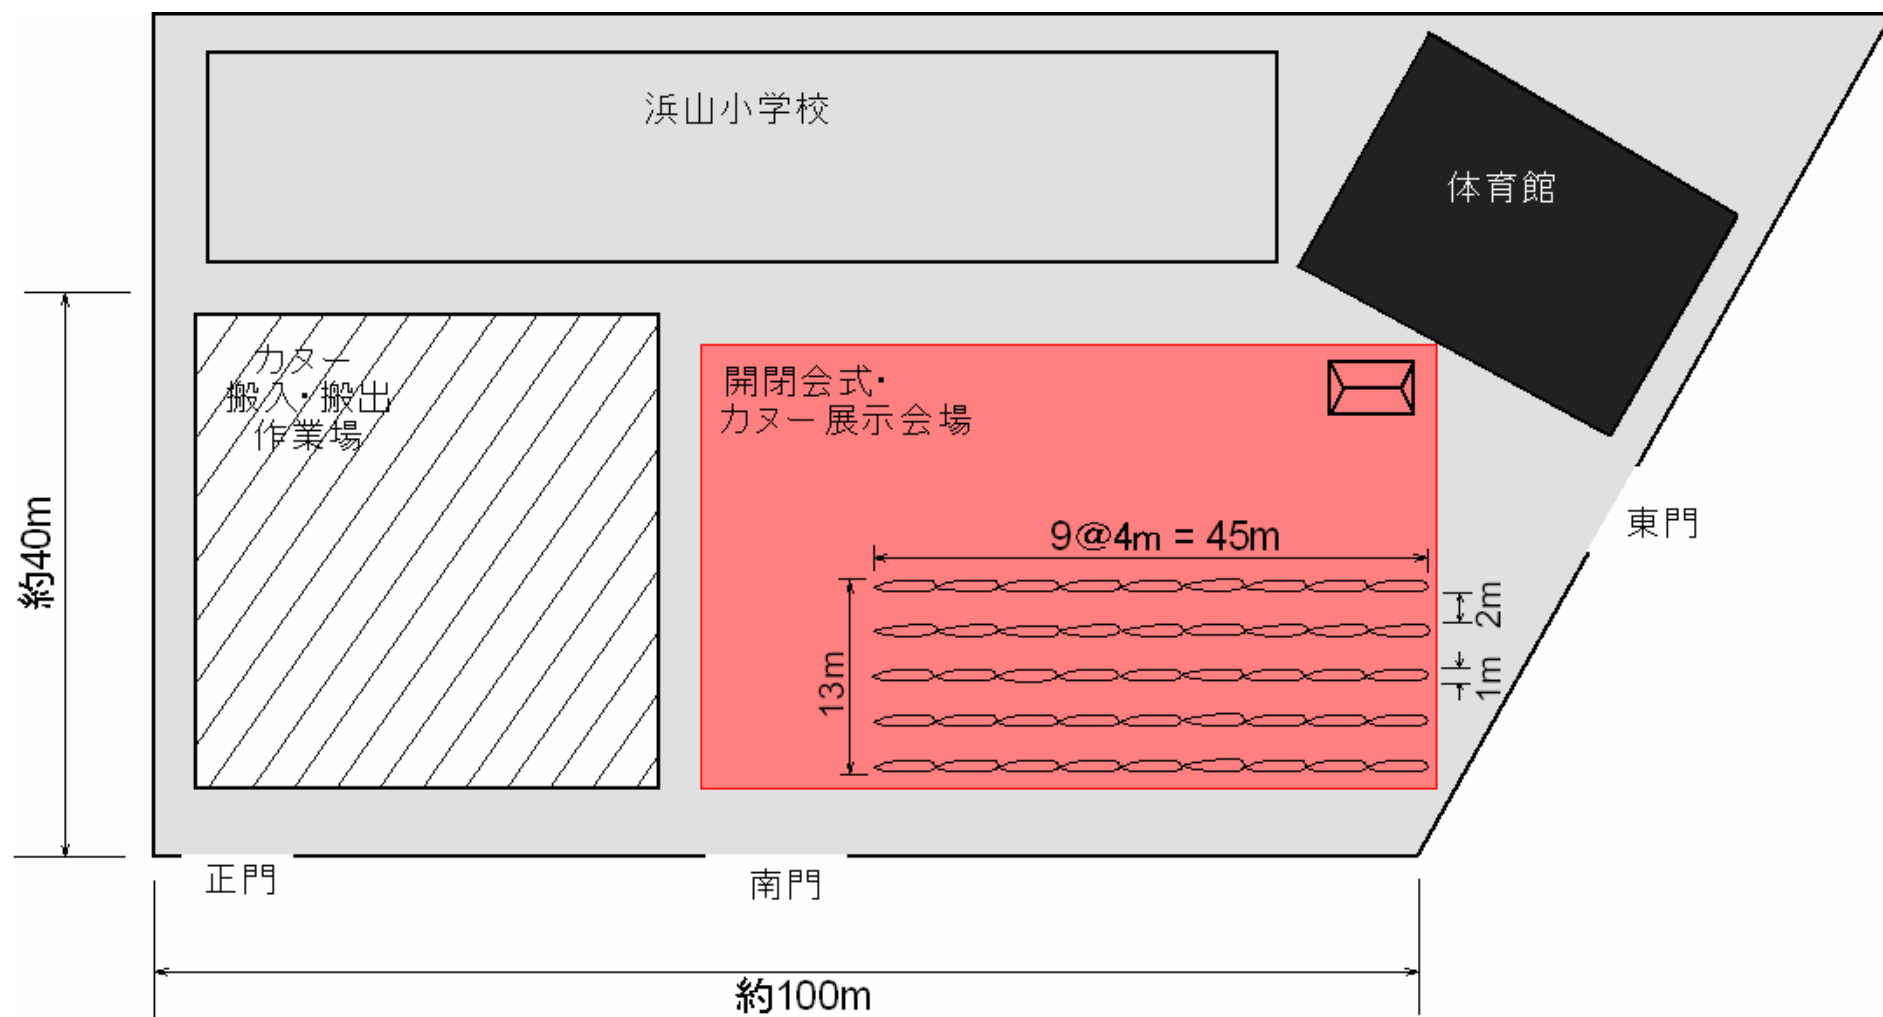 浜山小学校
体育館
カター
搬入・搬出
作業場
開閉会式・
カヌー展示会場
9@4m = 45m
2m
1m
13m
約40m
東門
正門
南門
約100m